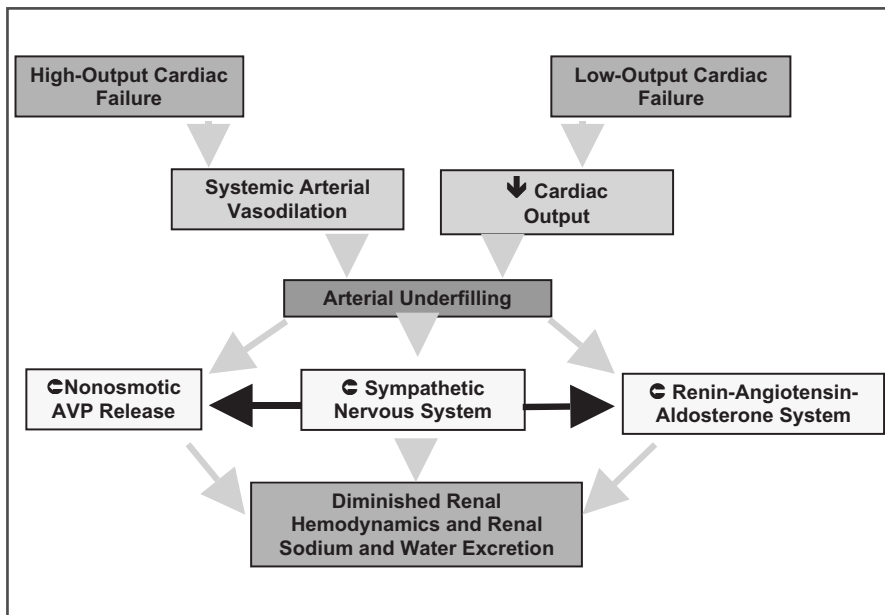 High-Output Cardiac
Failure
Low-Output Cardiac
Failure
Systemic Arterial
Vasodilation
🡻 Cardiac
Output
Arterial Underfilling
➲Nonosmotic
AVP Release
➲ Sympathetic
Nervous System
➲ Renin-Angiotensin-
Aldosterone System
Diminished Renal
Hemodynamics and Renal
Sodium and Water Excretion